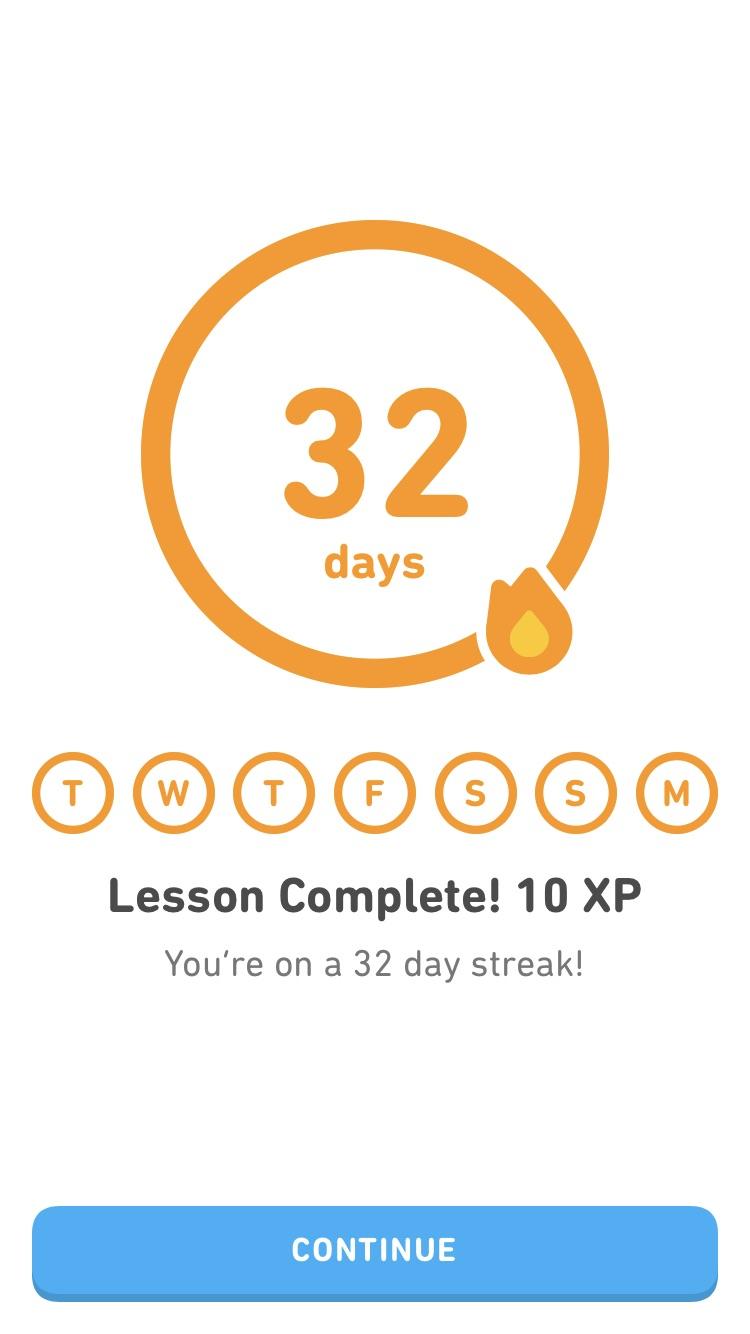 32
days
T W T F S S M
Lesson Complete! 10 XP
You're on a 32 day streak!
CONTINUE